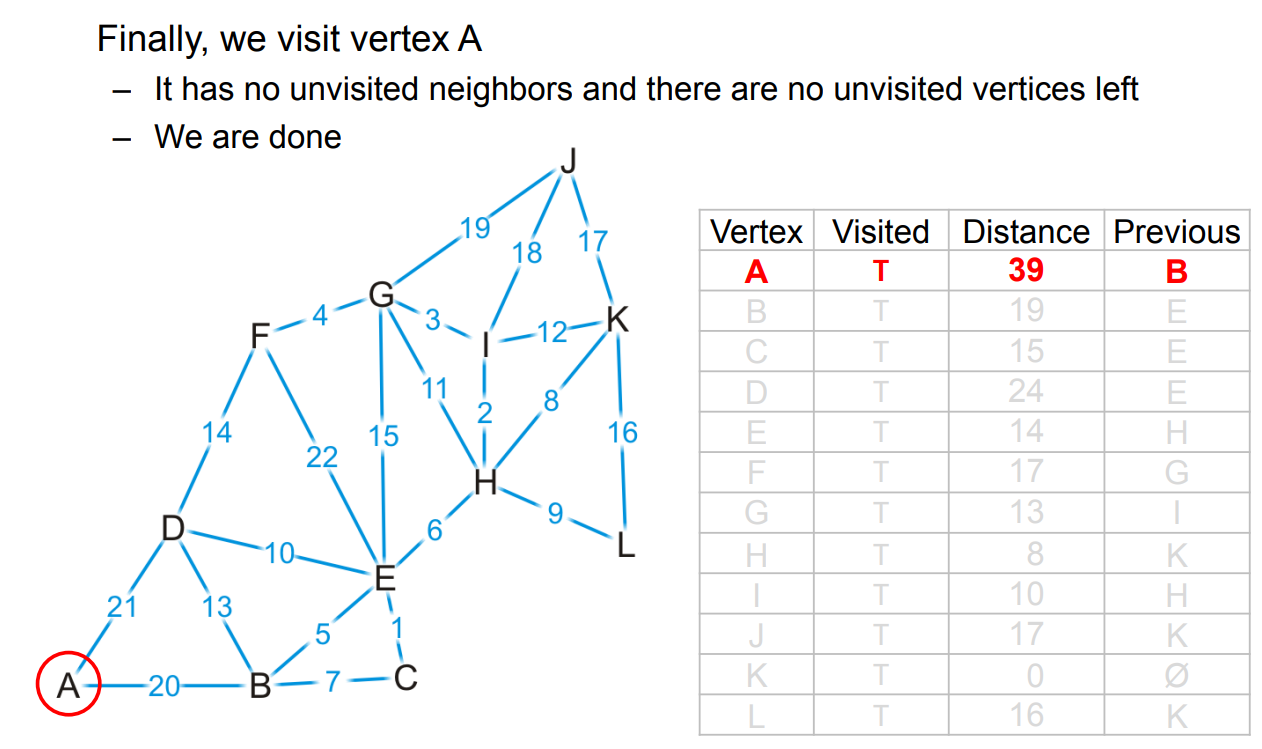 Finally, we visit vertex A
– It has no unvisited neighbors and there are no unvisited vertices left
– We are done
J
19
18
17
G
4
3
F
I
12
K
11
8
2
14
15
16
22
H
9
D
6
L
10
E
21
13
5
1
A
20
B
7
C
Vertex Visited Distance Previous
A T 39 B
B T 19 E
C T 15 E
D T 24 E
E T 14 H
F T 17 G
G T 13 I
H T 8 K
I T 10 H
J T 17 K
K T 0 Ø
L T 16 K